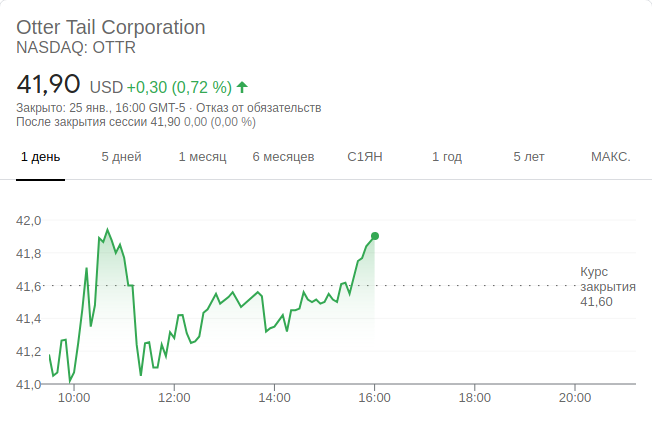 Otter Tail Corporation
NASDAQ: OTTR
41,90 USD +0,30 (0,72 %)
Закрыто: 25 янв., 16:00 GMT-5 · Отказ от обязательств
После закрытия сессии 41,90 0,00 (0,00 %)
1 день 5 дней 1 месяц 6 месяцев С1ЯН 1 год 5 лет МАКС.
42,0
41,8
41,6
41,4
41,2
41,0
Курс
закрытия
41,60
10:00 12:00 14:00 16:00 18:00 20:00